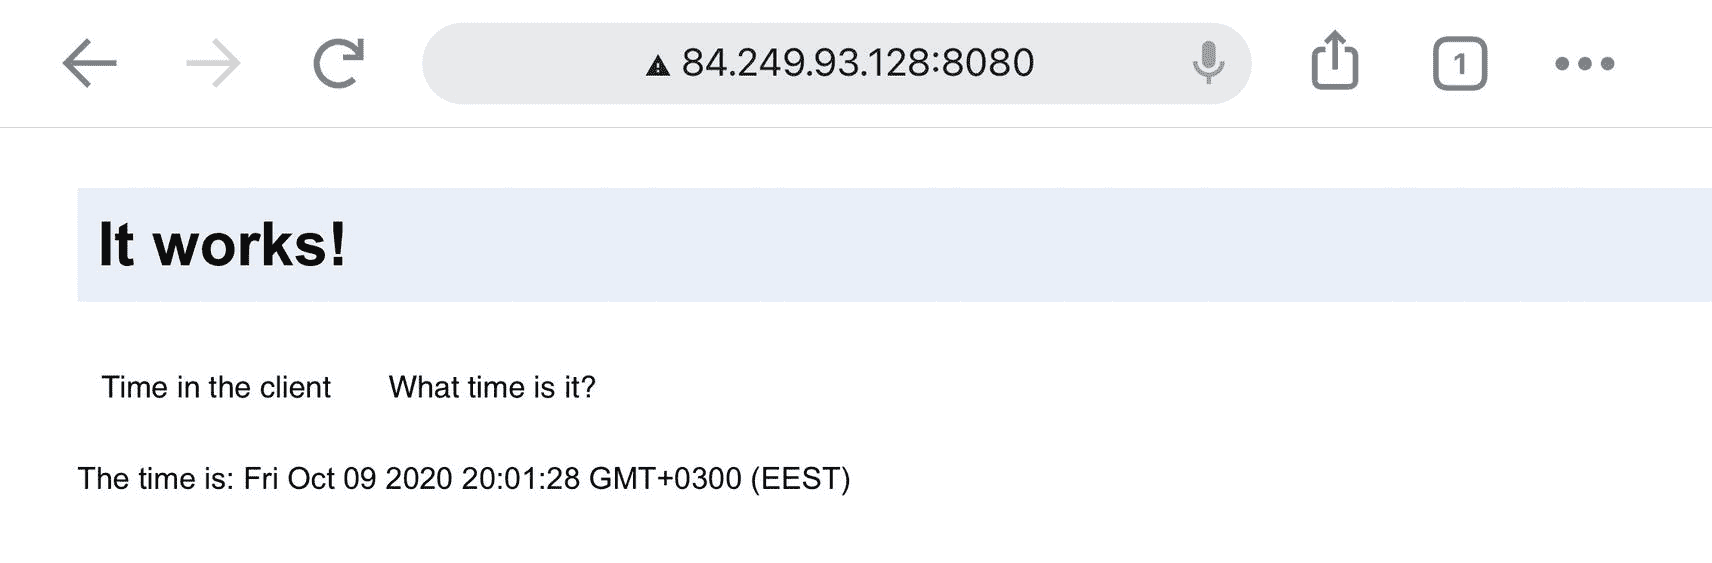 84.249.93.128:8080
1
It works!
Time in the client What time is it?
The time is: Fri Oct 09 2020 20:01:28 GMT+0300 (EEST)